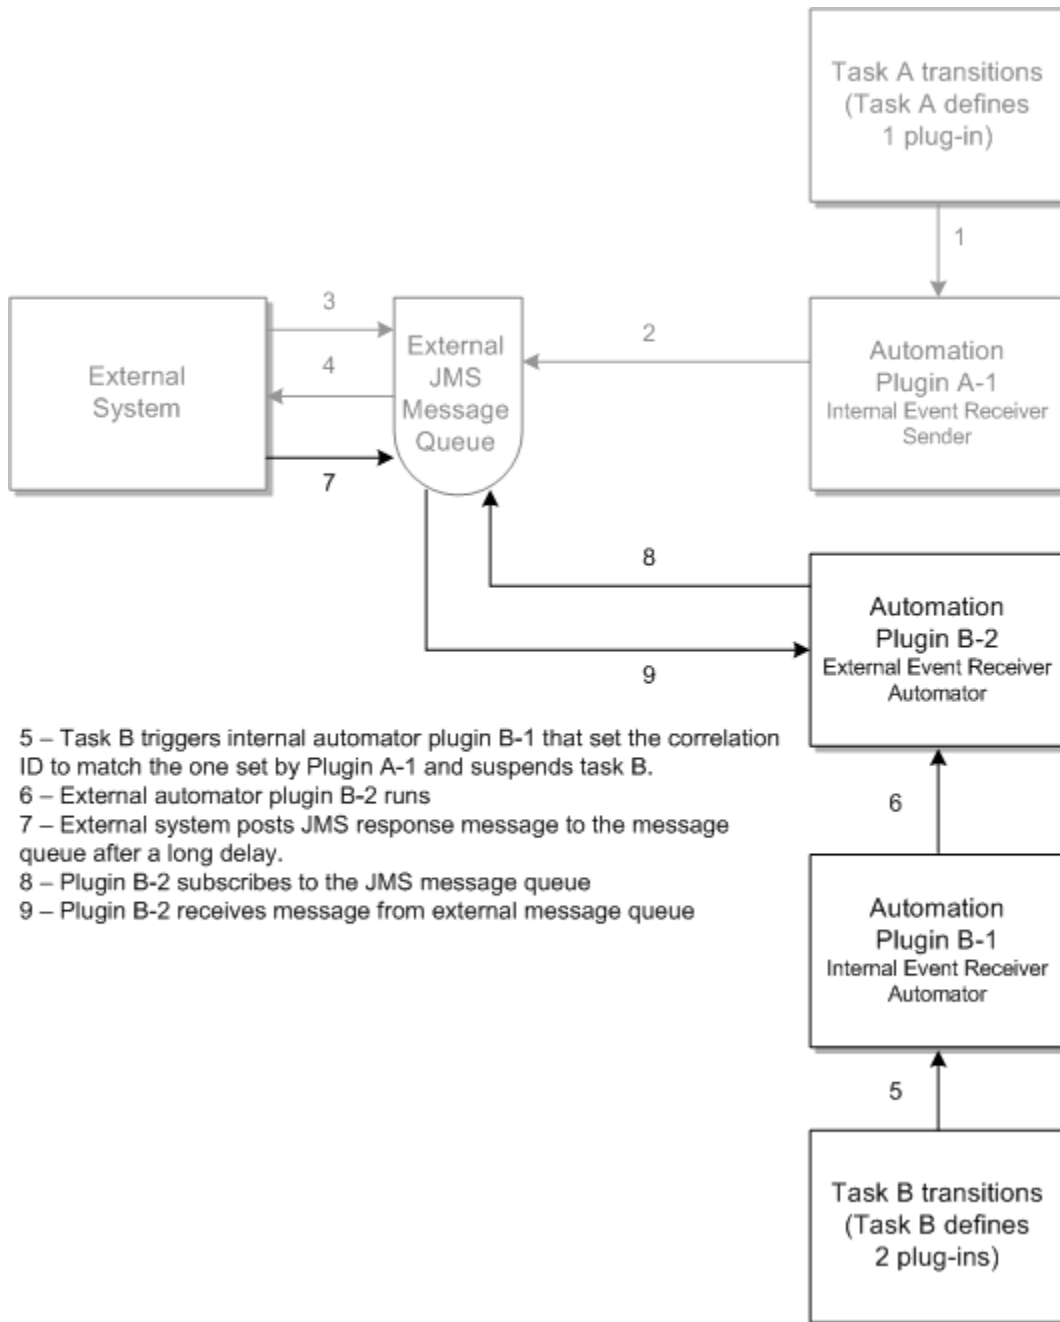 Task A transitions
(Task A defines
1 plug-in)
1
External
System
3
4
7
External
JMS
Message
Queue
2
Automation
Plugin A-1
Internal Event Receiver
Sender
8
9
Automation
Plugin B-2
External Event Receiver
Automator
5 – Task B triggers internal automator plugin B-1 that set the correlation
ID to match the one set by Plugin A-1 and suspends task B.
6 – External automator plugin B-2 runs
7 – External system posts JMS response message to the message
queue after a long delay.
8 – Plugin B-2 subscribes to the JMS message queue
9 – Plugin B-2 receives message from external message queue
6
Automation
Plugin B-1
Internal Event Receiver
Automator
5
Task B transitions
(Task B defines
2 plug-ins)